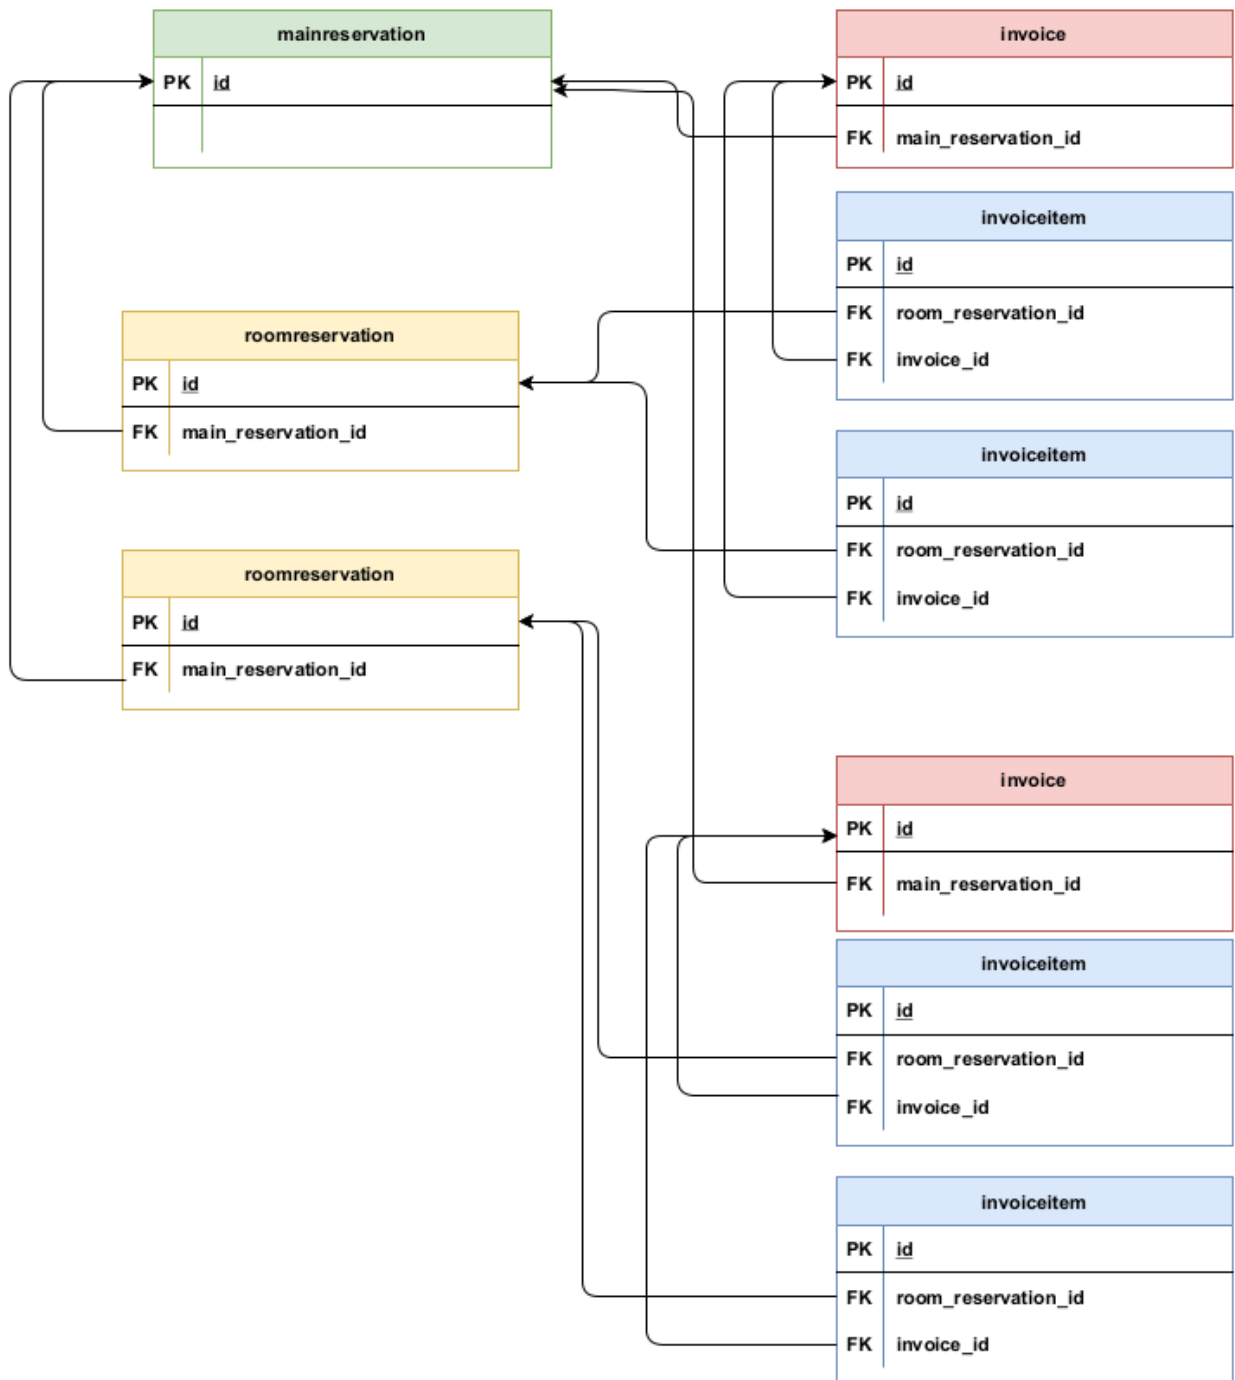 mainreservation
PK id
roomreservation
PK id
FK main_reservation_id
roomreservation
PK id
FK main_reservation_id
invoice
PK id
FK main_reservation_id
invoiceitem
PK id
FK room_reservation_id
FK invoice_id
invoiceitem
PK id
FK room_reservation_id
FK invoice_id
invoice
PK id
FK main_reservation_id
invoiceitem
PK id
FK room_reservation_id
FK invoice_id
invoiceitem
PK id
FK room_reservation_id
FK invoice_id